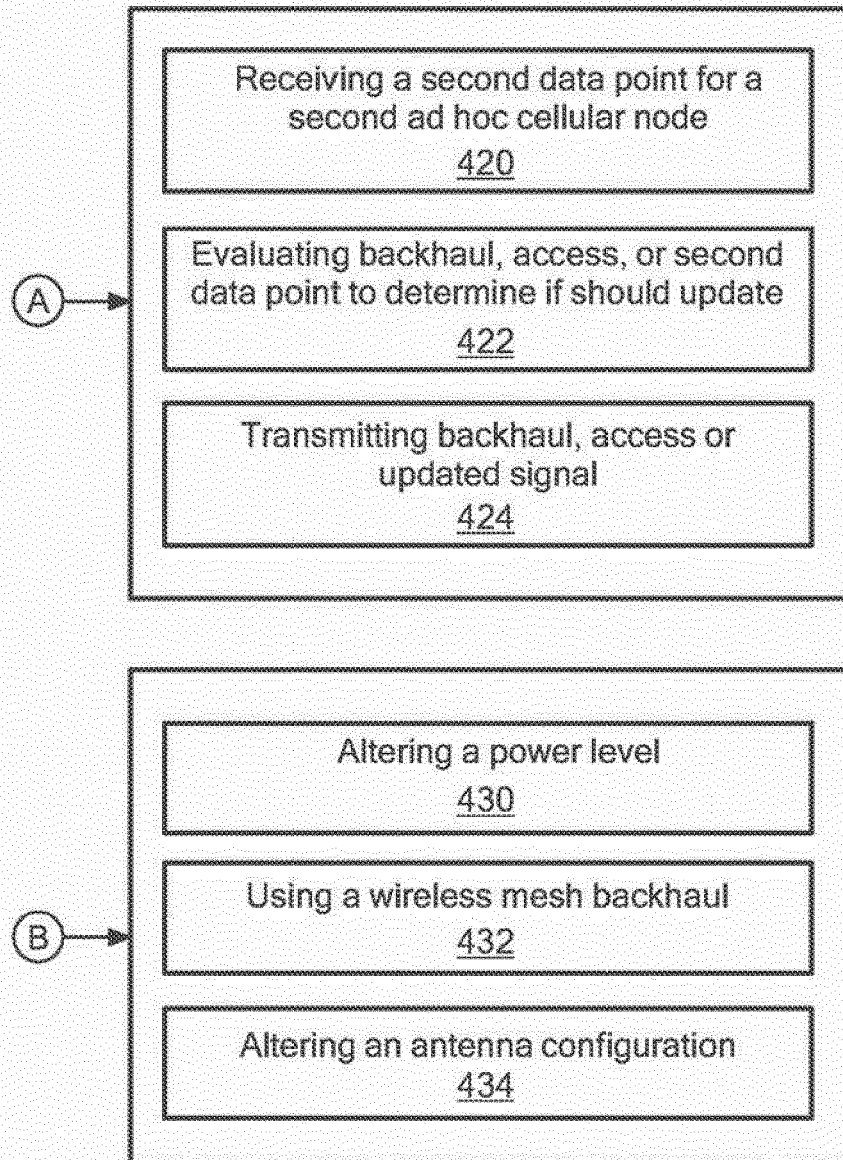 Receiving a second data point for a
second ad hoc cellular node
420
Evaluating backhaul, access, or second
data point to determine if should update
422
A
Transmitting backhaul, access or
updated signal
424
Altering a power level
430
Using a wireless mesh backhaul
432
B
Altering an antenna configuration
434